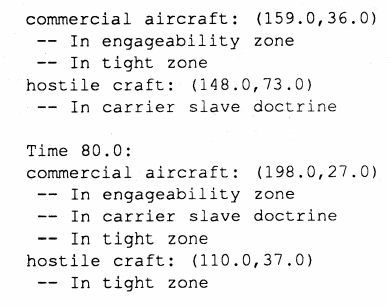 commercial aircraft: (159.0,36.0)
-- In engageability zone
-- In tight zone
hostile craft: (148.0,73.0)
-- In carrier slave doctrine
Time 80.0:
commercial aircraft: (198.0,27.0)
-- In engageability zone
-- In carrier slave doctrine
-- In tight zone
hostile craft: (110.0,37.0)
-- In tight zone